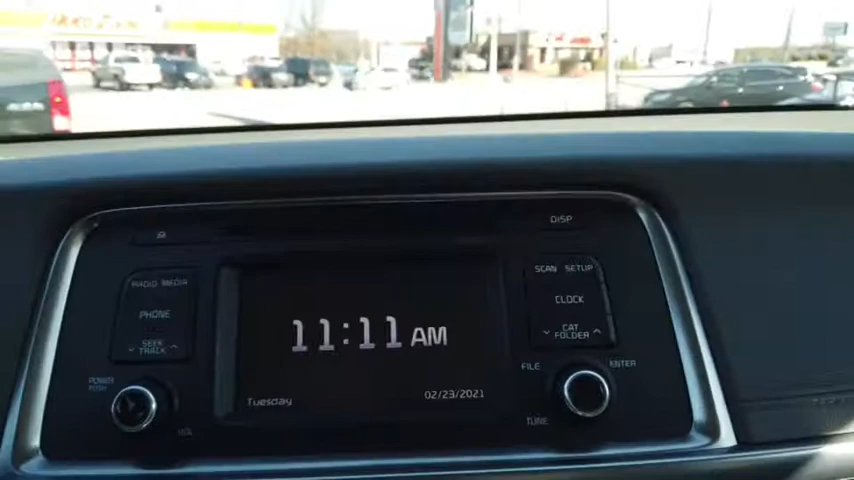 DISP
RADIO MEDIA
PHONE
SEEK
TRACK
POWER
PUSH
VOL
11:11 AM
Tuesday
02/23/2021
SCAN SETUP
CLOCK
CAT
FOLDER
FILE
ENTER
TUNE